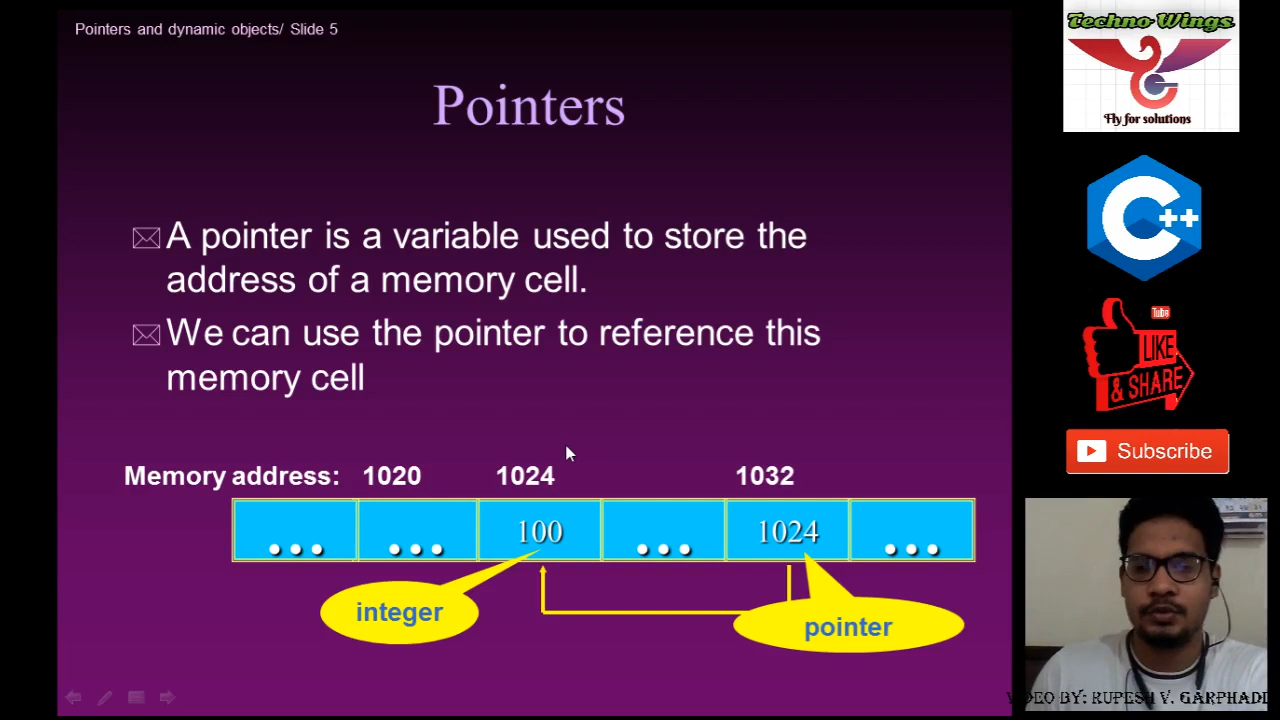 Pointers and dynamic objects/ Slide 5
Pointers
A pointer is a variable used to store the
address of a memory cell.
We can use the pointer to reference this
memory cell
Memory address: 1020 1024 1032
... ... 100 ... 1024 ...
integer
pointer
Techno Wings
Fly for solutions
C++
Tube
LIKE
& SHARE
Subscribe
VIDEO BY: RUPESH V. GARPHADE